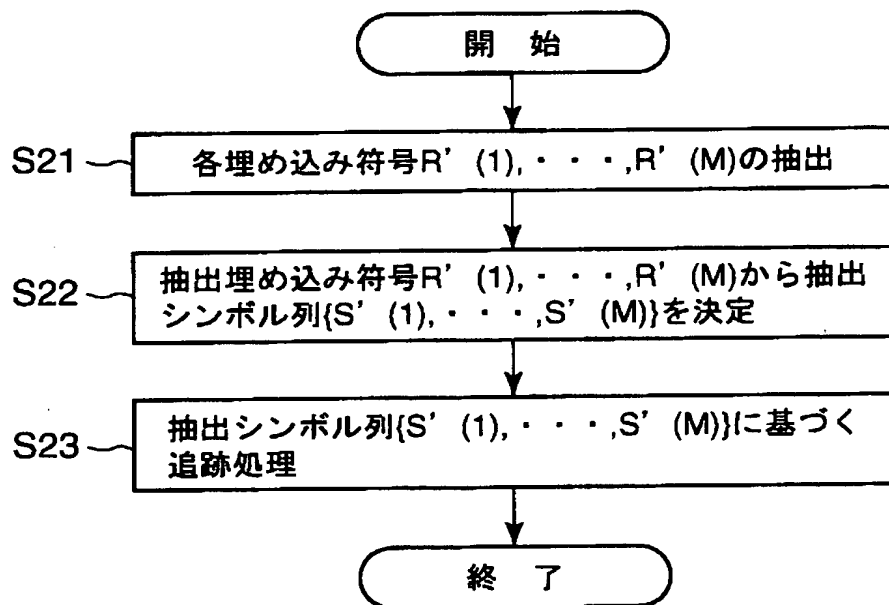 開 始
S21
各埋め込み符号R' (1),・・・,R' (M)の抽出
S22
抽出埋め込み符号R' (1),・・・,R' (M)から抽出
シンボル列{S' (1),・・・,S' (M)}を決定
S23
抽出シンボル列{S' (1),・・・,S' (M)}に基づく
追跡処理
終 了